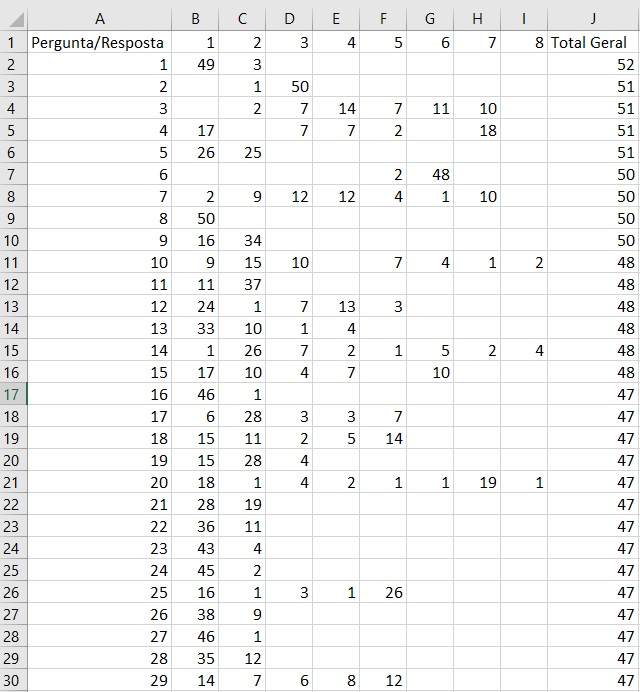 A B C D E F G H I J
1 Pergunta/Resposta 1 2 3 4 5 6 7 8 Total Geral
2 1 49 3 52
3 2 1 50 51
4 3 2 7 14 7 11 10 51
5 4 17 7 7 2 18 51
6 5 26 25 51
7 6 2 48 50
8 7 2 9 12 12 4 1 10 50
9 8 50 50
10 9 16 34 50
11 10 9 15 10 7 4 1 2 48
12 11 11 37 48
13 12 24 1 7 13 3 48
14 13 33 10 1 4 48
15 14 1 26 7 2 1 5 2 4 48
16 15 17 10 4 7 10 48
17 16 46 1 47
18 17 6 28 3 3 7 47
19 18 15 11 2 5 14 47
20 19 15 28 4 47
21 20 18 1 4 2 1 1 19 1 47
22 21 28 19 47
23 22 36 11 47
24 23 43 4 47
25 24 45 2 47
26 25 16 1 3 1 26 47
27 26 38 9 47
28 27 46 1 47
29 28 35 12 47
30 29 14 7 6 8 12 47